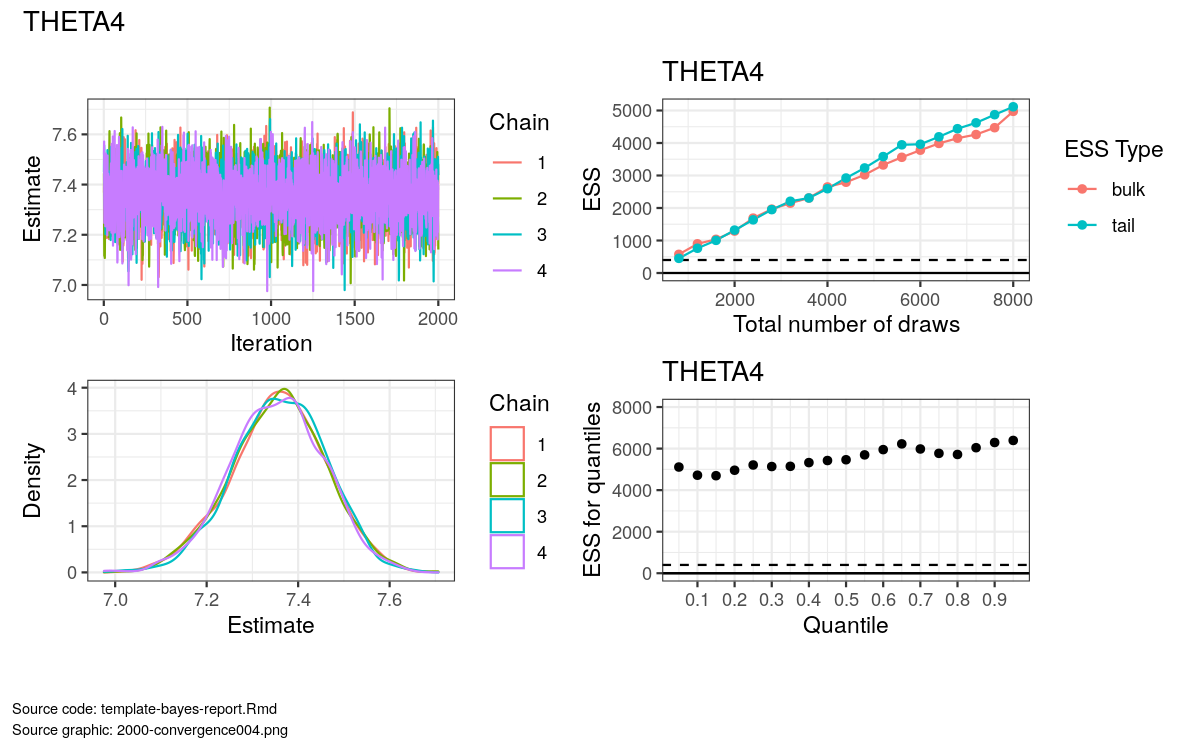 THETA4
7.6
7.4
7.2
7.0
Estimate
0 500 1000 1500 2000
Iteration
Chain
1
2
3
4
THETA4
5000
4000
3000
2000
1000
0
ESS
2000 4000 6000 8000
Total number of draws
ESS Type
bulk
tail
4
3
2
1
0
Density
7.0 7.2 7.4 7.6
Estimate
Chain
1
2
3
4
THETA4
8000
6000
4000
2000
0
ESS for quantiles
0.1 0.2 0.3 0.4 0.5 0.6 0.7 0.8 0.9
Quantile
Source code: template-bayes-report.Rmd
Source graphic: 2000-convergence004.png